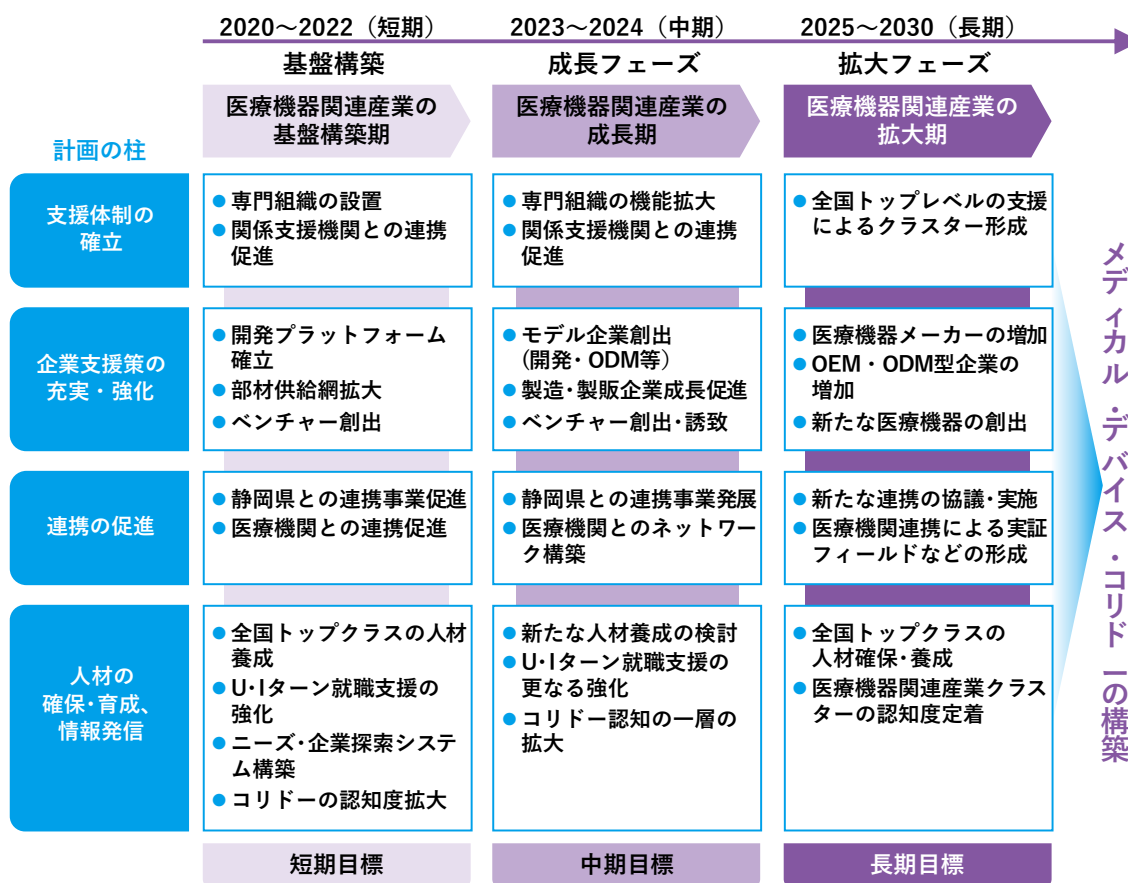 2020～2022（短期）
2023～2024（中期）
2025～2030（長期）
基盤構築
成長フェーズ
拡大フェーズ
医療機器関連産業の
基盤構築期
医療機器関連産業の
成長期
医療機器関連産業の
拡大期
計画の柱
支援体制の
確立
●専門組織の設置
●関係支援機関との連携
促進
●専門組織の機能拡大
●関係支援機関との連携
促進
●全国トップレベルの支援
によるクラスター形成
企業支援策の
充実・強化
●開発プラットフォーム
確立
●部材供給網拡大
●ベンチャー創出
●モデル企業創出
(開発・ODM等)
●製造・製販企業成長促進
●ベンチャー創出・誘致
●医療機器メーカーの増加
●OEM・ODM型企業の
増加
●新たな医療機器の創出
連携の促進
●静岡県との連携事業促進
●医療機関との連携促進
●静岡県との連携事業発展
●医療機関とのネットワー
ク構築
●新たな連携の協議・実施
●医療機関連携による実証
フィールドなどの形成
人材の
確保・育成、
情報発信
●全国トップクラスの人材
養成
●U・Iターン就職支援の
強化
●ニーズ・企業探索システ
ム構築
●コリドーの認知度拡大
●新たな人材養成の検討
●U・Iターン就職支援の
更なる強化
●コリドー認知の一層の
拡大
●全国トップクラスの
人材確保・養成
●医療機器関連産業クラス
ターの認知度定着
メディカル・デバイス・コリドーの構築
短期目標
中期目標
長期目標